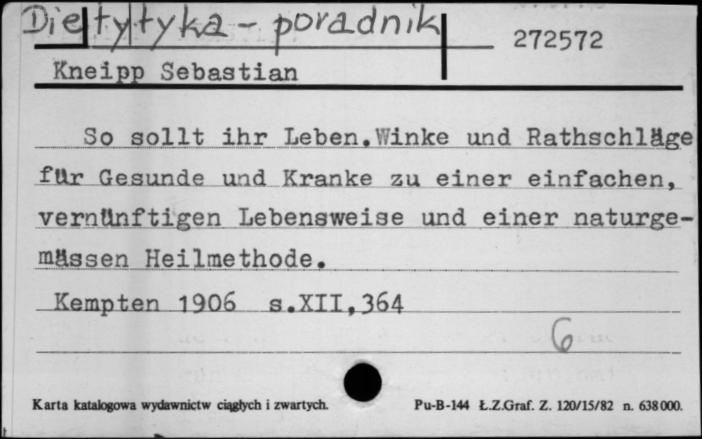 Dietytyka - poradnik
272572
Kneipp Sebastian
So sollt ihr Leben.Winke und Rathschläge
für Gesunde und Kranke zu einer einfachen,
vernünftigen Lebensweise und einer naturge-
mässen Heilmethode.
Kempten 1906 s.XII,364
6
Karta katalogowa wydawnictw ciągłych i zwartych.
Pu-B-144 Ł.Z.Graf. Z. 120/15/82 n. 638000.